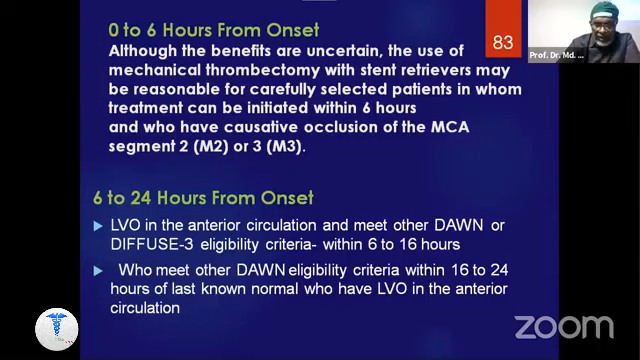 0 to 6 Hours From Onset
83
Prof. Dr. Md. ...
Although the benefits are uncertain, the use of
mechanical thrombectomy with stent retrievers may
be reasonable for carefully selected patients in whom
treatment can be initiated within 6 hours
and who have causative occlusion of the MCA
segment 2 (M2) or 3 (M3).
6 to 24 Hours From Onset
LVO in the anterior circulation and meet other DAWN or
DIFFUSE-3 eligibility criteria- within 6 to 16 hours
Who meet other DAWN eligibility criteria within 16 to 24
hours of last known normal who have LVO in the anterior
circulation
zoom